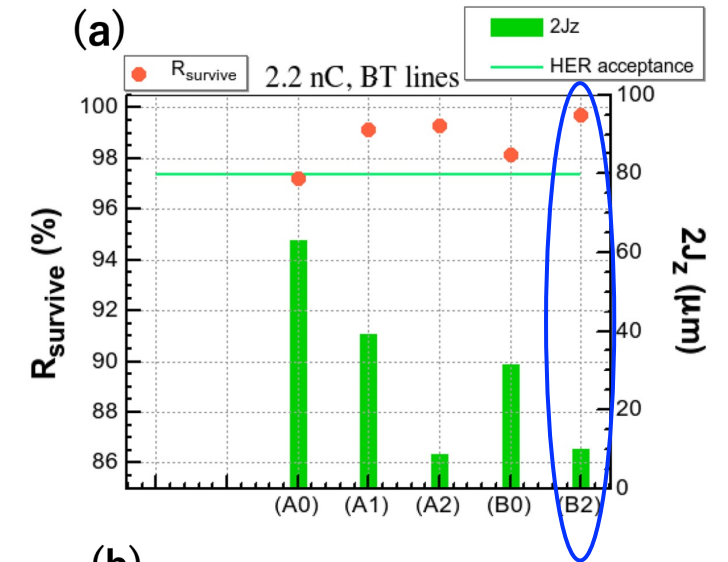 (a)
2Jz
HER acceptance
R_survive
2.2 nC, BT lines
100
98
96
94
92
90
88
86
R_survive (%)
100
80
60
40
20
0
2J_z (μm)
(A0) (A1) (A2) (B0) (B2)
(b)